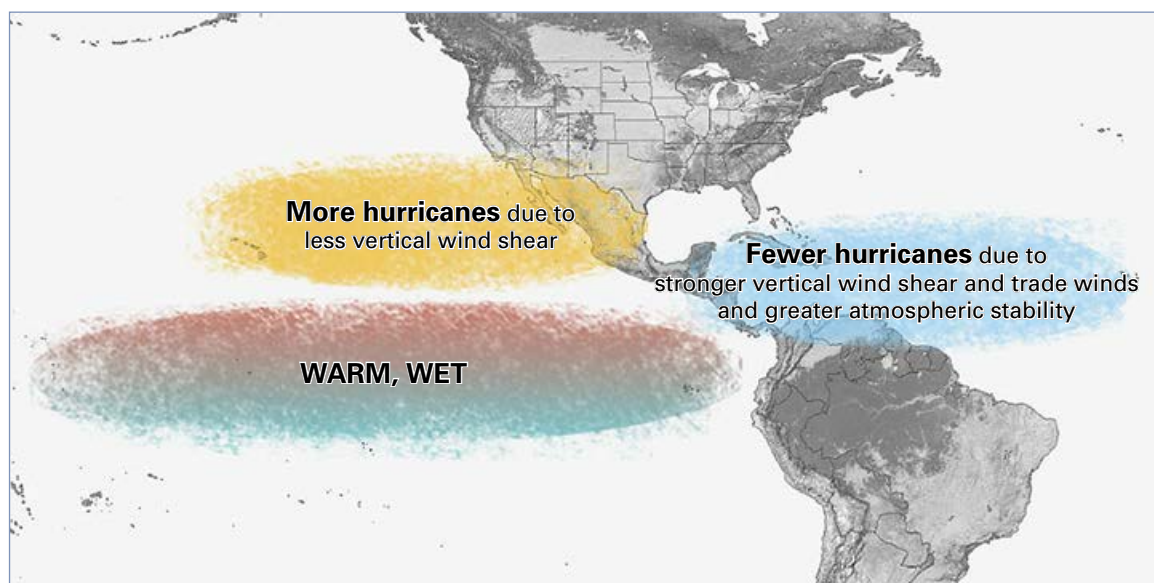 More hurricanes due to
less vertical wind shear
Fewer hurricanes due to
stronger vertical wind shear and trade winds
and greater atmospheric stability
WARM, WET